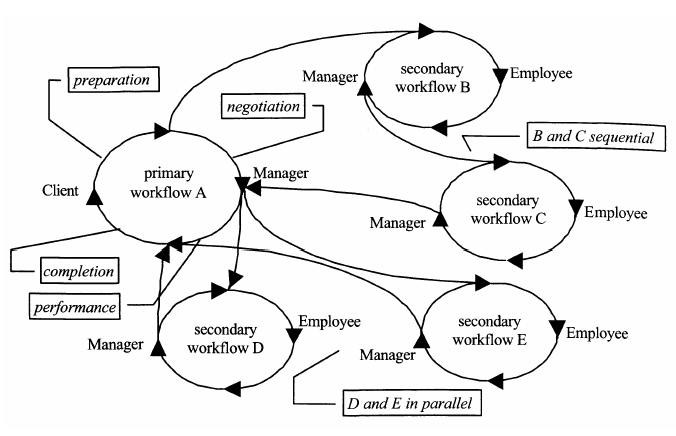 preparation
negotiation
Manager
secondary
workflow B
Employee
B and C sequential
primary
workflow A
Client
Manager
secondary
workflow C
Manager
Employee
completion
performance
secondary
workflow D
Manager
Employee
secondary
workflow E
Manager
Employee
D and E in parallel